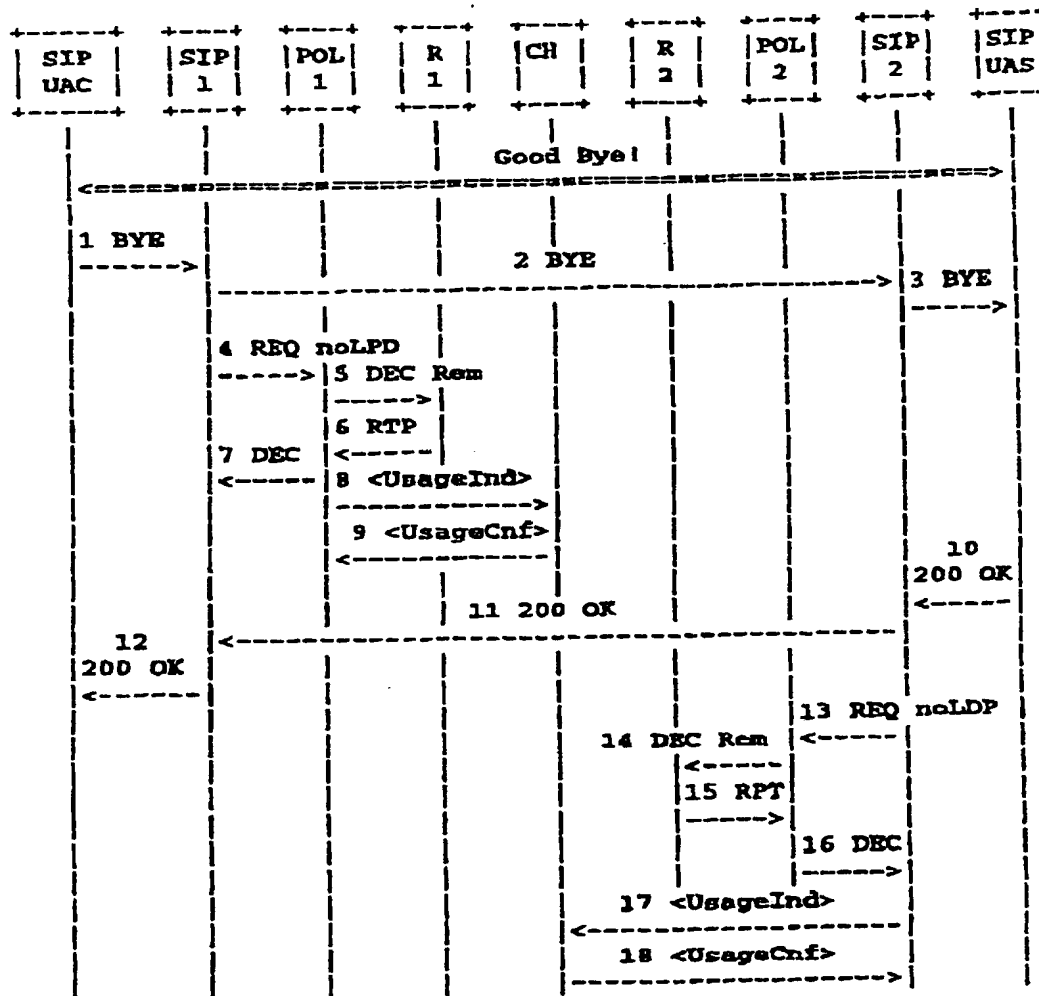 SIP UAC
SIP 1
POL 1
R 1
CH
R 2
POL 2
SIP 2
SIP UAS
Good Bye!
1 BYE
2 BYE
3 BYE
4 REQ noLPD
5 DEC Rem
6 RTP
7 DEC
8 <UsageInd>
9 <UsageCnf>
10
200 OK
11 200 OK
12
200 OK
13 REQ noLDP
14 DEC Rem
15 RPT
16 DEC
17 <UsageInd>
18 <UsageCnf>